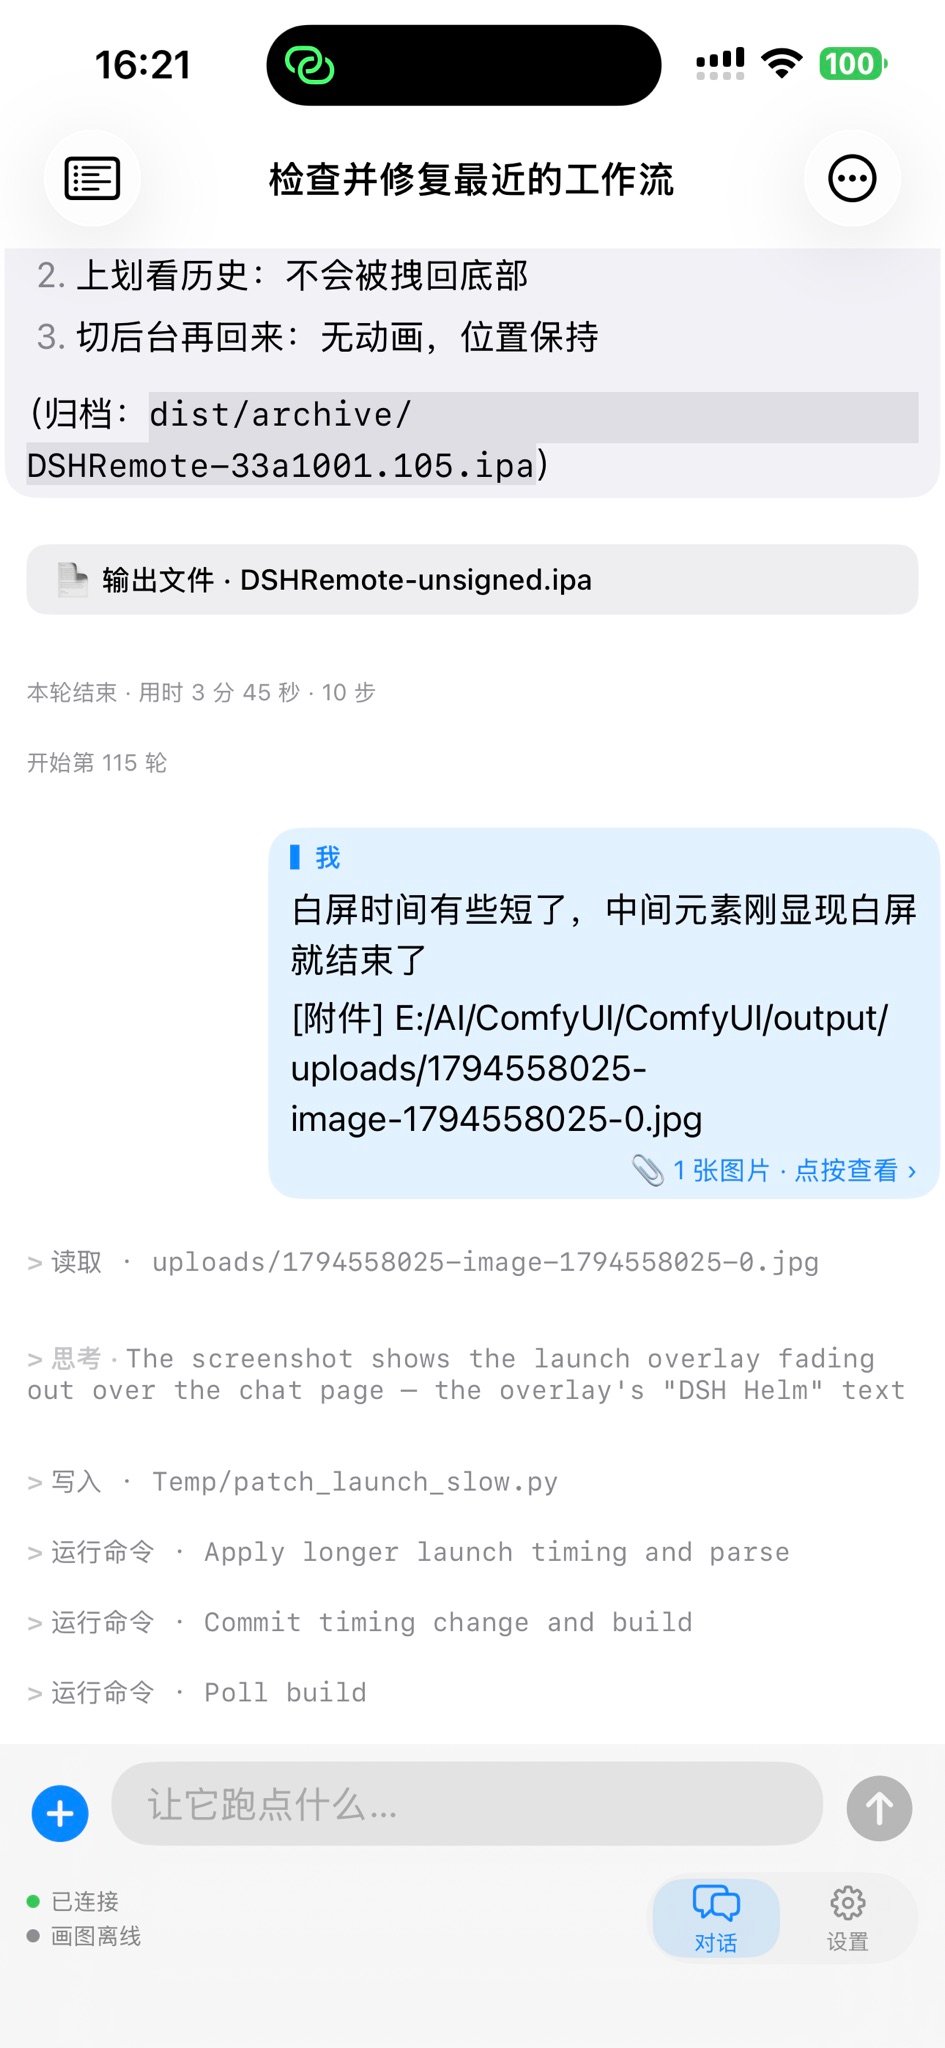 16:21
100
检查并修复最近的工作流
2. 上划看历史：不会被拽回底部
3. 切后台再回来：无动画，位置保持
(归档：dist/archive/
DSHRemote-33a1001.105.ipa)
输出文件 · DSHRemote-unsigned.ipa
本轮结束 · 用时 3 分 45 秒 · 10 步
开始第 115 轮
我
白屏时间有些短了，中间元素刚显现白屏
就结束了
[附件] E:/AI/ComfyUI/ComfyUI/output/
uploads/1794558025-
image-1794558025-0.jpg
1 张图片 · 点按查看 ›
> 读取 · uploads/1794558025-image-1794558025-0.jpg
> 思考 · The screenshot shows the launch overlay fading
out over the chat page — the overlay's "DSH Helm" text
> 写入 · Temp/patch_launch_slow.py
> 运行命令 · Apply longer launch timing and parse
> 运行命令 · Commit timing change and build
> 运行命令 · Poll build
让它跑点什么...
已连接
画图离线
对话
设置